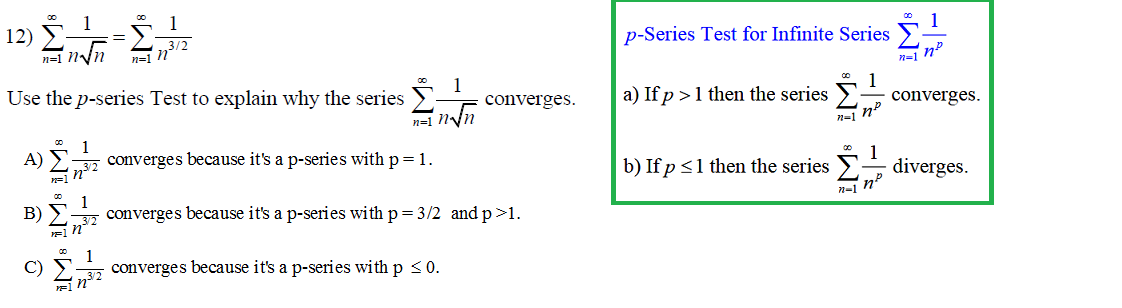 12) $\sum_{n=1}^{\infty} \frac{1}{n\sqrt{n}} = \sum_{n=1}^{\infty} \frac{1}{n^{3/2}}$
Use the p-series Test to explain why the series $\sum_{n=1}^{\infty} \frac{1}{n\sqrt{n}}$ converges.
A) $\sum_{n=1}^{\infty} \frac{1}{n^{3/2}}$ converges because it's a p-series with p = 1.
B) $\sum_{n=1}^{\infty} \frac{1}{n^{3/2}}$ converges because it's a p-series with p = 3/2 and p >1.
C) $\sum_{n=1}^{\infty} \frac{1}{n^{3/2}}$ converges because it's a p-series with p ≤ 0.
p-Series Test for Infinite Series $\sum_{n=1}^{\infty} \frac{1}{n^{p}}$
a) If p > 1 then the series $\sum_{n=1}^{\infty} \frac{1}{n^{p}}$ converges.
b) If p ≤ 1 then the series $\sum_{n=1}^{\infty} \frac{1}{n^{p}}$ diverges.